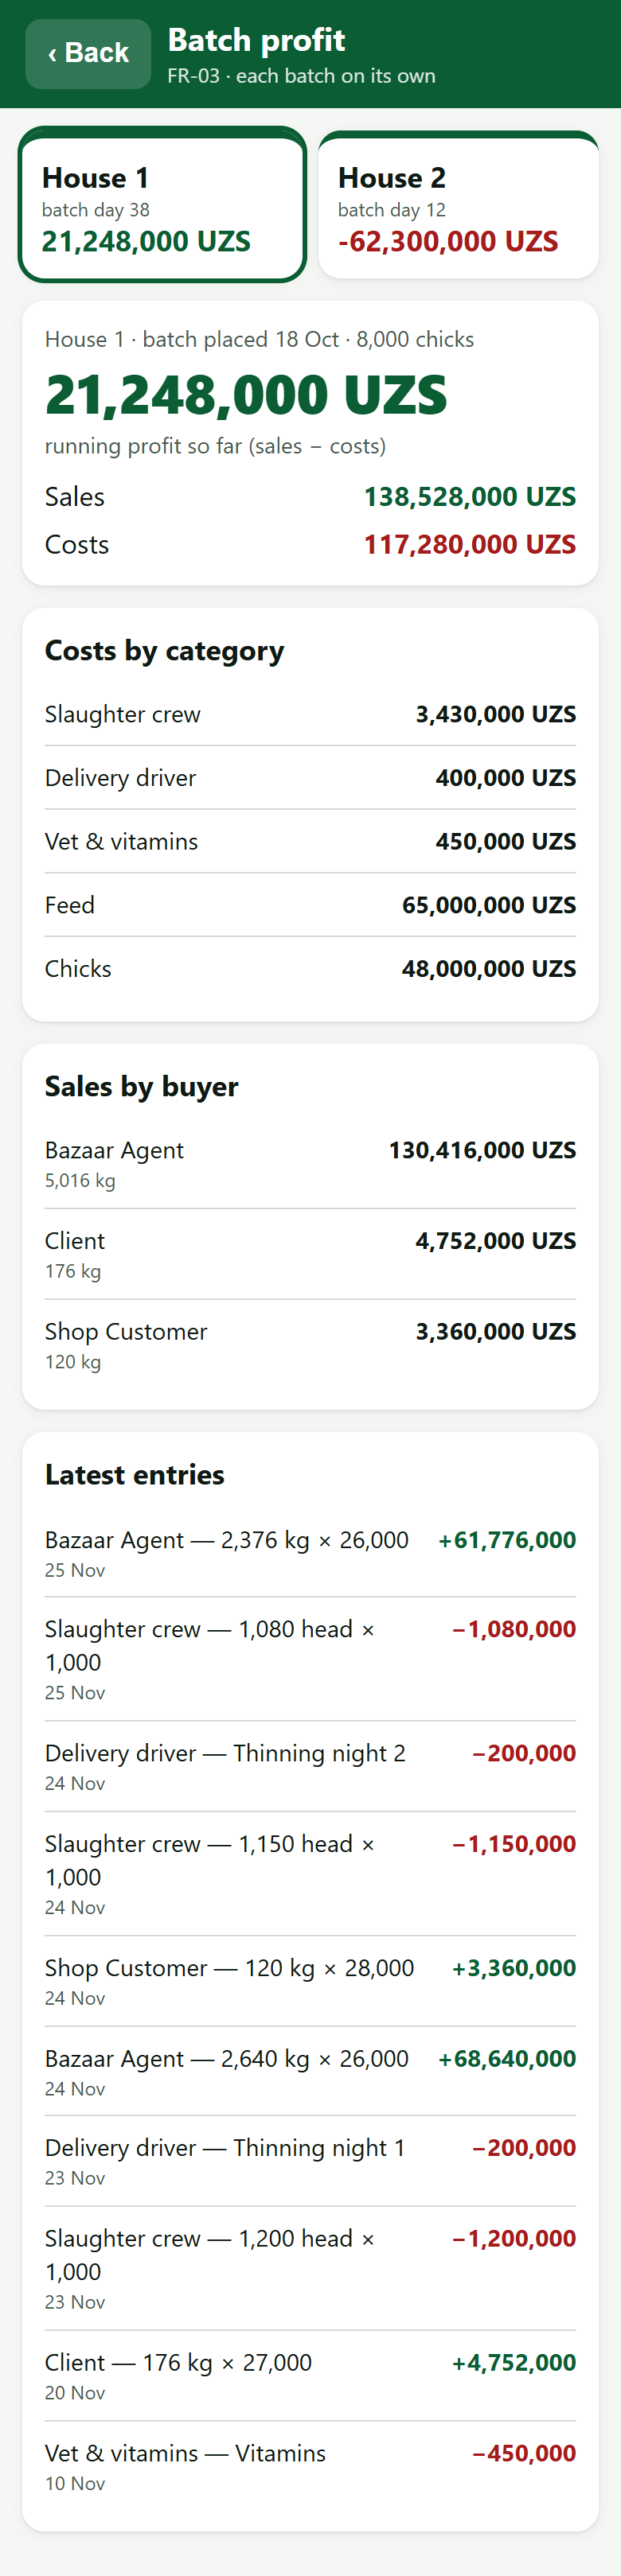 ‹ Back
Batch profit
FR-03 · each batch on its own
House 1
batch day 38
21,248,000 UZS
House 2
batch day 12
-62,300,000 UZS
House 1 · batch placed 18 Oct · 8,000 chicks
21,248,000 UZS
running profit so far (sales − costs)
Sales 138,528,000 UZS
Costs 117,280,000 UZS
Costs by category
Slaughter crew 3,430,000 UZS
Delivery driver 400,000 UZS
Vet & vitamins 450,000 UZS
Feed 65,000,000 UZS
Chicks 48,000,000 UZS
Sales by buyer
Bazaar Agent 130,416,000 UZS
5,016 kg
Client 4,752,000 UZS
176 kg
Shop Customer 3,360,000 UZS
120 kg
Latest entries
Bazaar Agent — 2,376 kg × 26,000 +61,776,000
25 Nov
Slaughter crew — 1,080 head × −1,080,000
1,000
25 Nov
Delivery driver — Thinning night 2 −200,000
24 Nov
Slaughter crew — 1,150 head × −1,150,000
1,000
24 Nov
Shop Customer — 120 kg × 28,000 +3,360,000
24 Nov
Bazaar Agent — 2,640 kg × 26,000 +68,640,000
24 Nov
Delivery driver — Thinning night 1 −200,000
23 Nov
Slaughter crew — 1,200 head × −1,200,000
1,000
23 Nov
Client — 176 kg × 27,000 +4,752,000
20 Nov
Vet & vitamins — Vitamins −450,000
10 Nov